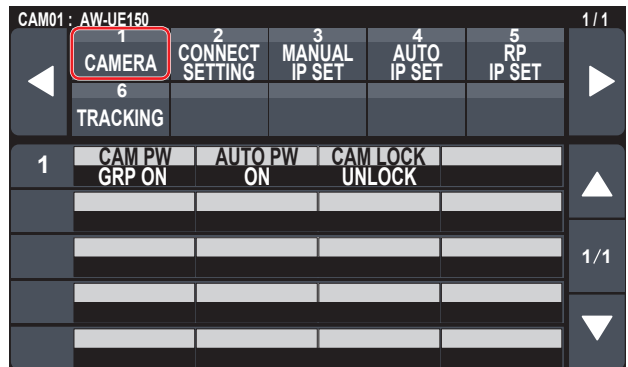 CAM01 : AW-UE150 1 / 1
1 2 3 4 5
CAMERA CONNECT SETTING MANUAL IP SET AUTO IP SET RP IP SET
6
TRACKING
1 CAM PW AUTO PW CAM LOCK
GRP ON ON UNLOCK
1/1